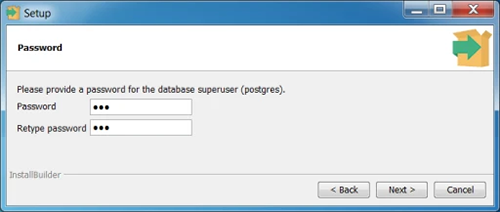 Setup
Password
Please provide a password for the database superuser (postgres).
Password •••
Retype password •••
InstallBuilder
< Back Next > Cancel